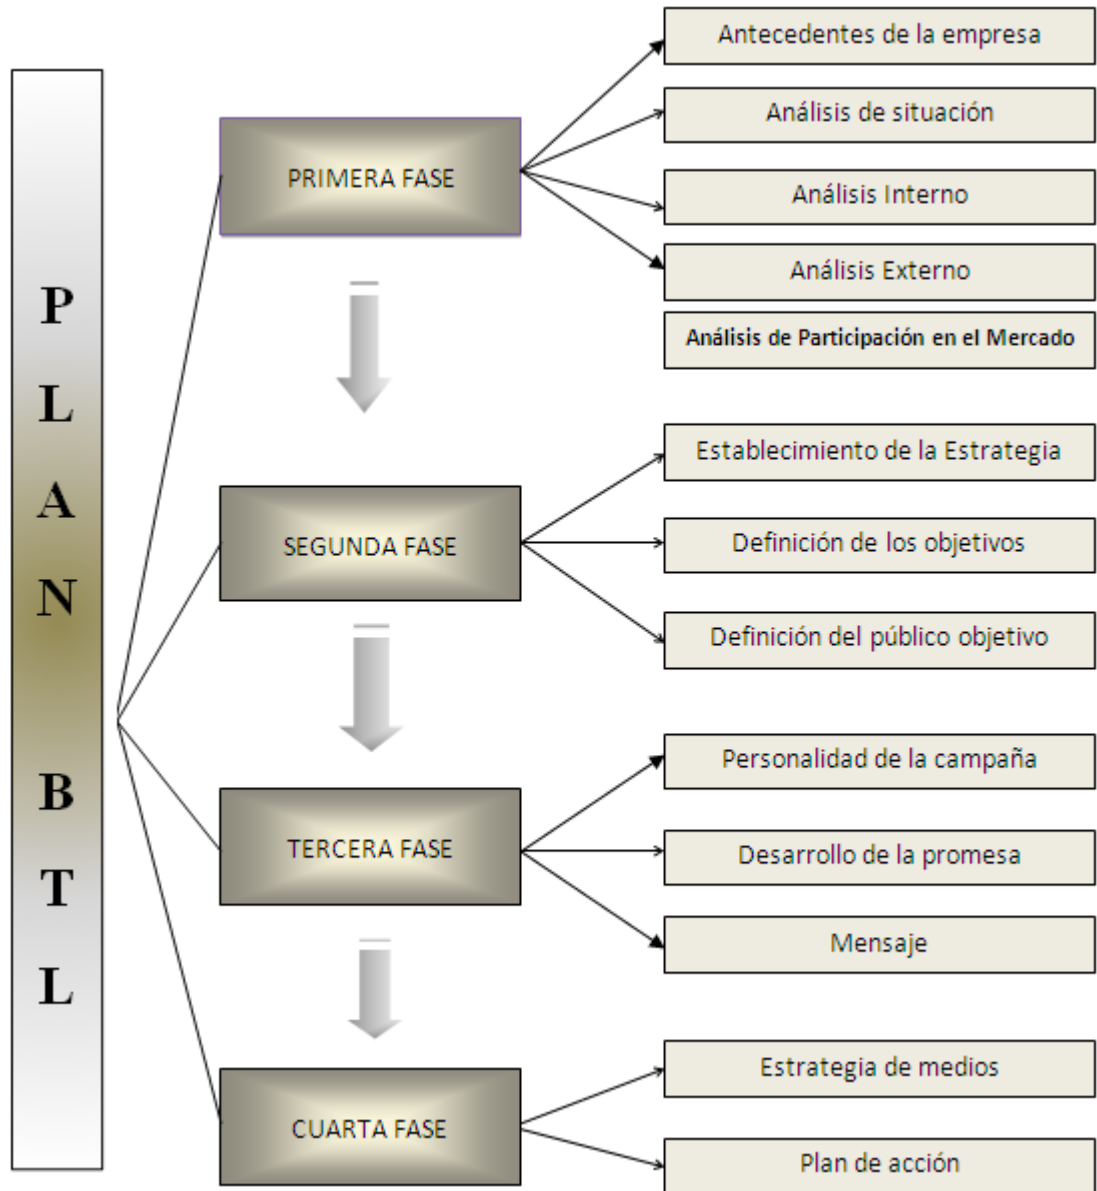 PLAN BTL
PRIMERA FASE
Antecedentes de la empresa
Análisis de situación
Análisis Interno
Análisis Externo
Análisis de Participación en el Mercado
SEGUNDA FASE
Establecimiento de la Estrategia
Definición de los objetivos
Definición del público objetivo
TERCERA FASE
Personalidad de la campaña
Desarrollo de la promesa
Mensaje
CUARTA FASE
Estrategia de medios
Plan de acción